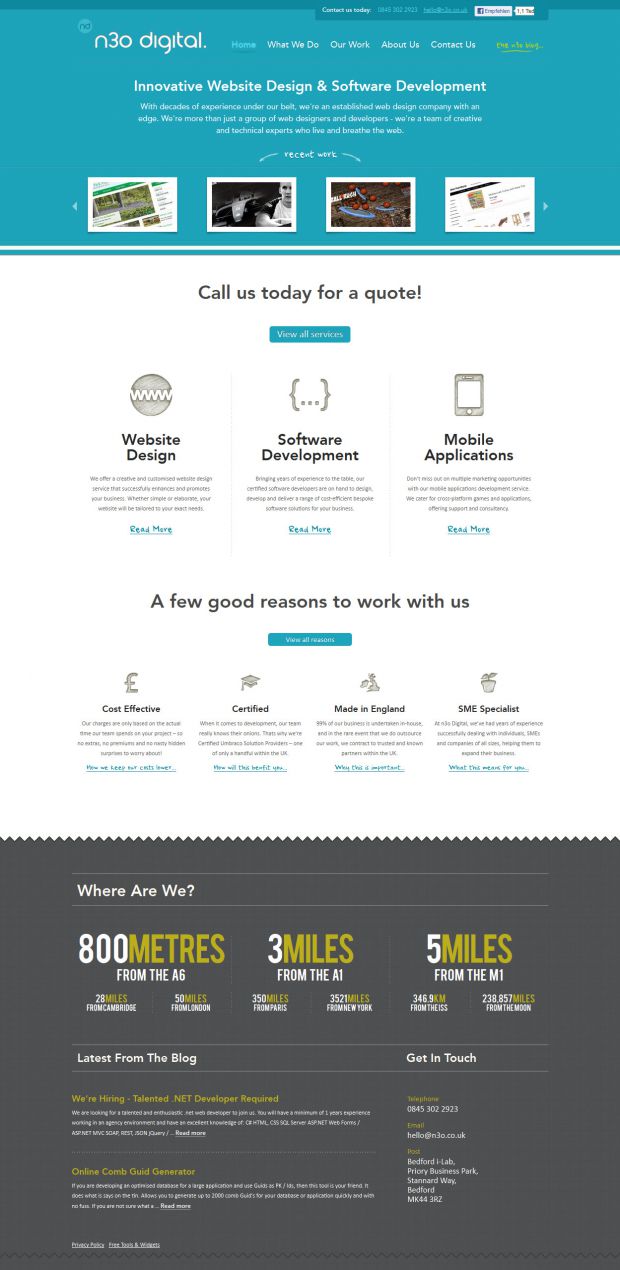 Contact us today: 0845 302 2923 hello@n3o.co.uk Empfehlen 1,1 Tsd
nd
n3o digital.
Home What We Do Our Work About Us Contact Us the n3o blog...
Innovative Website Design & Software Development
With decades of experience under our belt, we're an established web design company with an
edge. We're more than just a group of web designers and developers - we're a team of creative
and technical experts who live and breathe the web.
recent work
Call us today for a quote!
View all services
WWW
{...}
Website
Design
We offer a creative and customised website design
service that successfully enhances and promotes
your business. Whether simple or elaborate, your
website will be tailored to your exact needs.
Read More
Software
Development
Bringing years of experience to the table, our
certified software developers are on hand to design,
develop and deliver a range of cost-efficient bespoke
software solutions for your business.
Read More
Mobile
Applications
Don't miss out on multiple marketing opportunities
with our mobile applications development service.
We cater for cross-platform games and applications,
offering support and consultancy.
Read More
A few good reasons to work with us
View all reasons
£
Cost Effective
Our charges are only based on the actual
time our team spends on your project – so
no extras, no premiums and no nasty hidden
surprises to worry about!
How we keep our costs lower...
Certified
When it comes to development, our team
really knows their onions. Thats why we're
Certified Umbraco Solution Providers – one
of only a handful within the UK.
How will this benfit you...
Made in England
99% of our business is undertaken in-house,
and in the rare event that we do outsource
our work, we contract to trusted and known
partners within the UK.
Why this is important...
SME Specialist
At n3o Digital, we've had years of experience
successfully dealing with individuals, SMEs
and companies of all sizes, helping them to
expand their business.
What this means for you...
Where Are We?
800METRES
FROM THE A6
3MILES
FROM THE A1
5MILES
FROM THE M1
28MILES
FROM CAMBRIDGE
50MILES
FROM LONDON
350MILES
FROM PARIS
3521MILES
FROM NEW YORK
346.9KM
FROM THE ISS
238,857MILES
FROM THE MOON
Latest From The Blog
We're Hiring - Talented .NET Developer Required
We are looking for a talented and enthusiastic .net web developer to join us. You will have a minimum of 1 years experience
working in an agency environment and have an excellent knowledge of: C# HTML, CSS SQL Server ASP.NET Web Forms /
ASP.NET MVC SOAP, REST, JSON jQuery / ... Read more
Online Comb Guid Generator
If you are developing an optimised database for a large application and use Guids as PK / Ids, then this tool is your friend. It
does what is says on the tin. Allows you to generate up to 2000 comb Guid's for your database or application quickly and with
no fuss. If you are not sure what a ... Read more
Get In Touch
Telephone
0845 302 2923
Email
hello@n3o.co.uk
Post
Bedford i-Lab,
Priory Business Park,
Stannard Way,
Bedford
MK44 3RZ
Privacy Policy Free Tools & Widgets